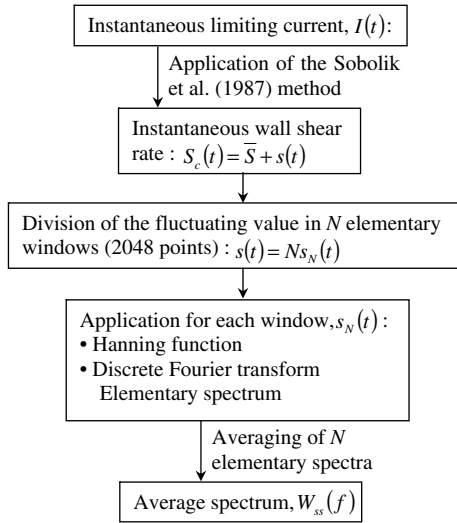 Instantaneous limiting current, I(t):
Application of the Sobolik
et al. (1987) method
Instantaneous wall shear
rate : S_c(t) = S̅ + s(t)
Division of the fluctuating value in N elementary
windows (2048 points) : s(t) = Ns_N(t)
Application for each window, s_N(t) :
• Hanning function
• Discrete Fourier transform
Elementary spectrum
Averaging of N
elementary spectra
Average spectrum, W_ss(f)